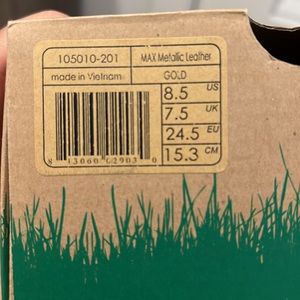 105010-201 MAX Metallic Leather
made in Vietnam GOLD
8.5 US
7.5 UK
24.5 EU
15.3 CM